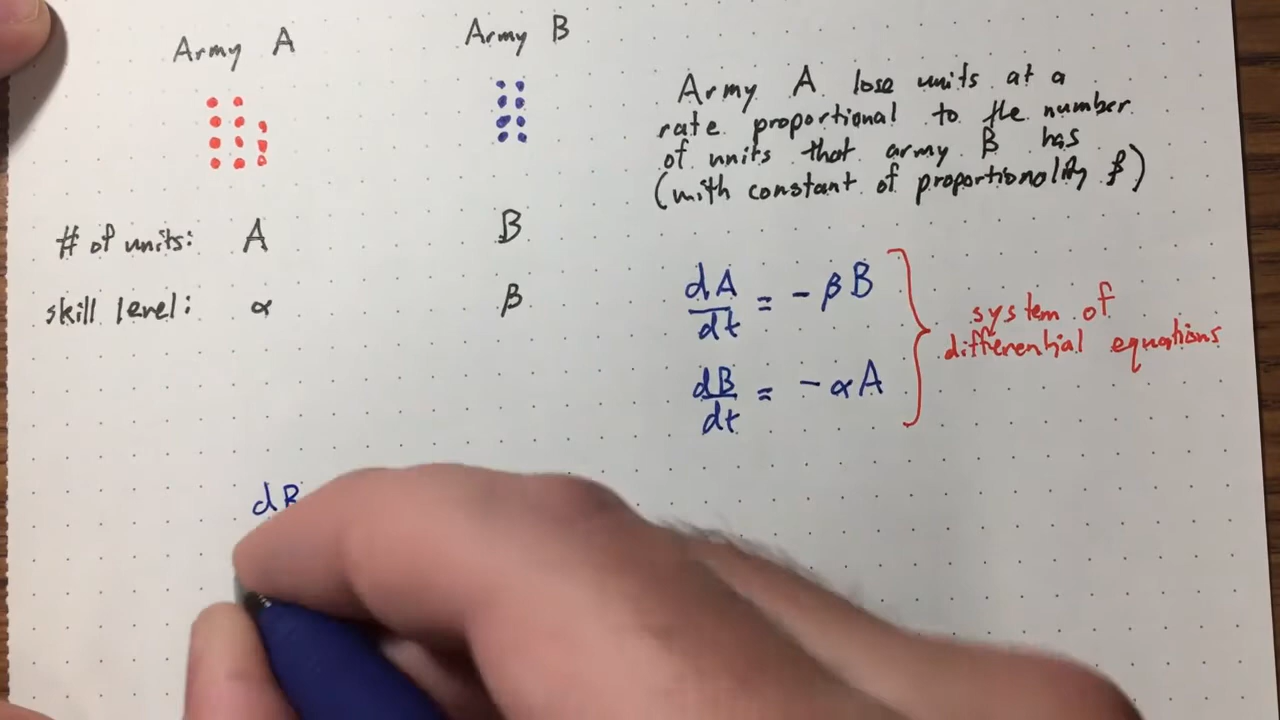 Army A
Army B
Army A lose units at a
rate proportional to the number
of units that army B has
(with constant of proportionality β)
# of units: A B
skill level: α β
dA/dt = - βB
dB/dt = - αA
system of
differential equations
dB